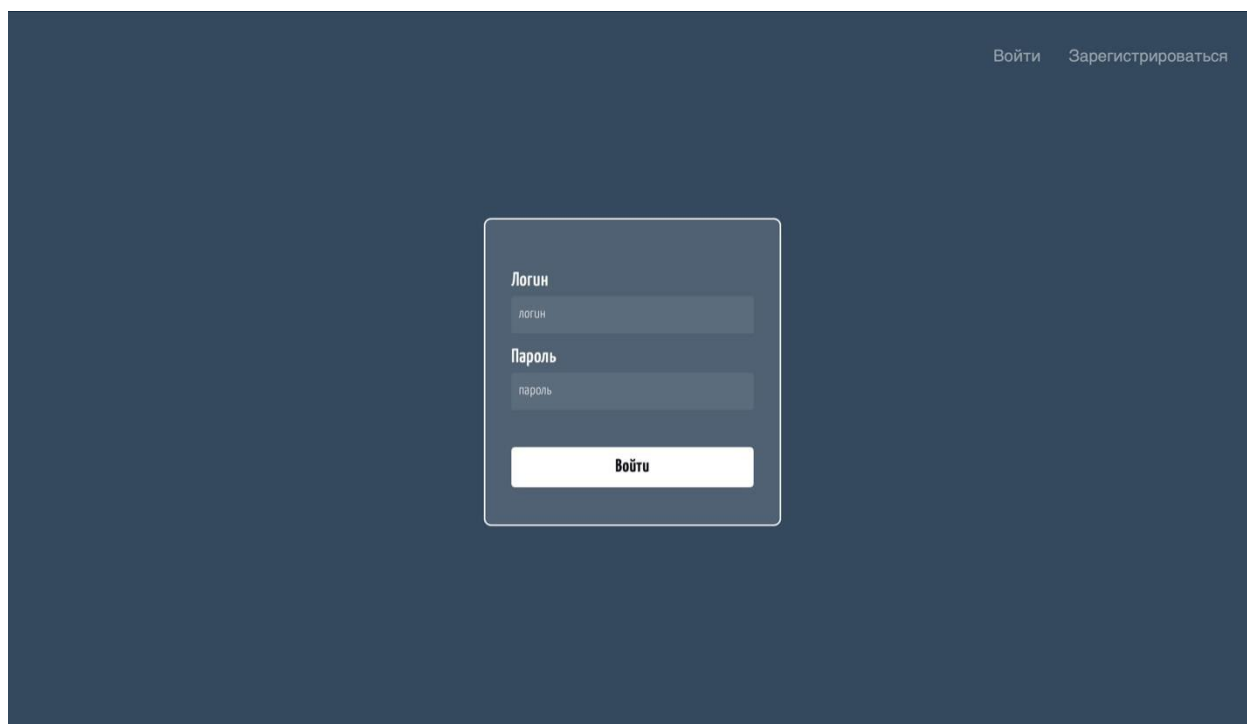 Войти Зарегистрироваться
Логин
логин
Пароль
пароль
Войти